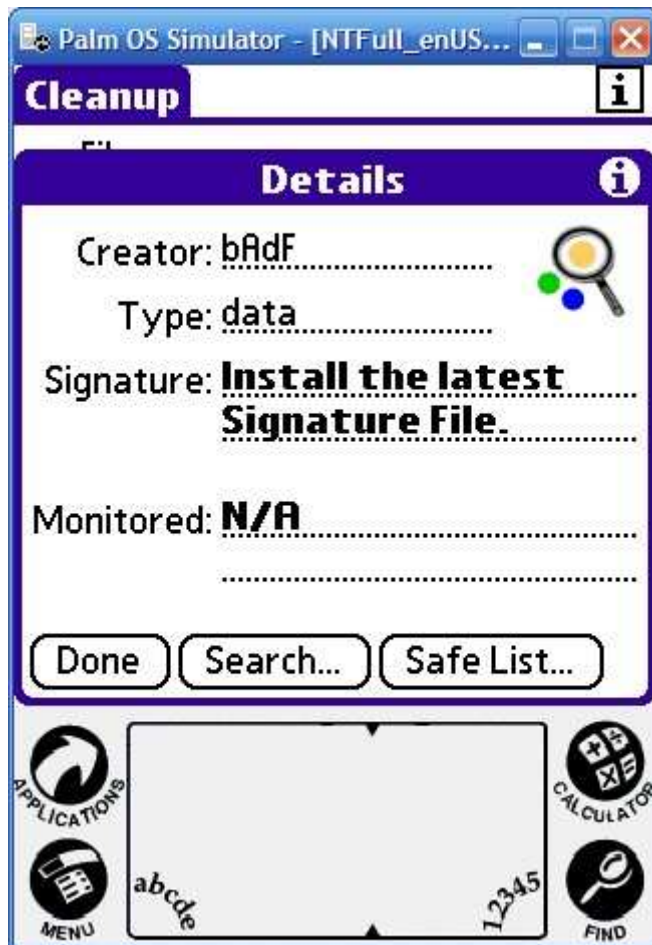 Palm OS Simulator - [NTFull_enUS...
Cleanup
Details
Creator: bAdF
Type: data
Signature: Install the latest
Signature File.
Monitored: N/A
Done Search... Safe List...
APPLICATIONS
CALCULATOR
MENU
abcde
12345
FIND